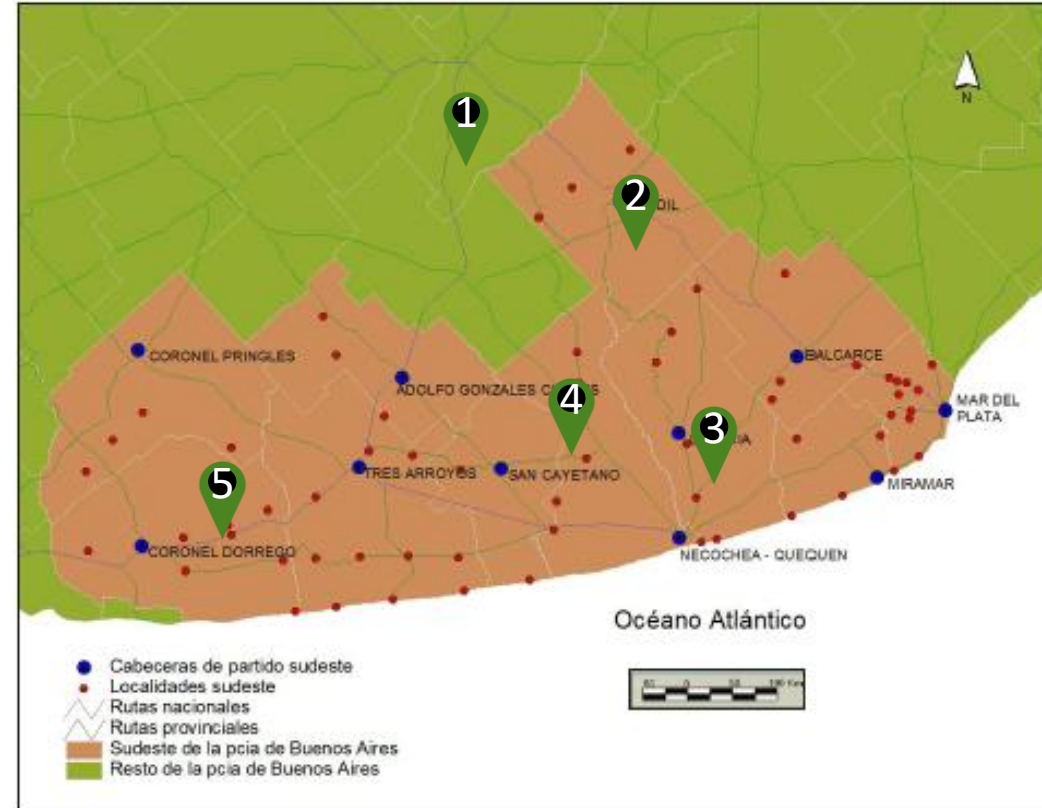 1
N
2
DIL
CORONEL PRINGLES
BALCARCE
ADOLFO GONZALES
4
MAR DEL
PLATA
3
TRES ARROYOS
SAN CAYETANO
5
MIRAMAR
CORONEL DORREGO
NECOCHEA - QUEQUEN
Océano Atlántico
Cabeceras de partido sudeste
Localidades sudeste
Rutas nacionales
Rutas provinciales
Sudeste de la pcia de Buenos Aires
Resto de la pcia de Buenos Aires